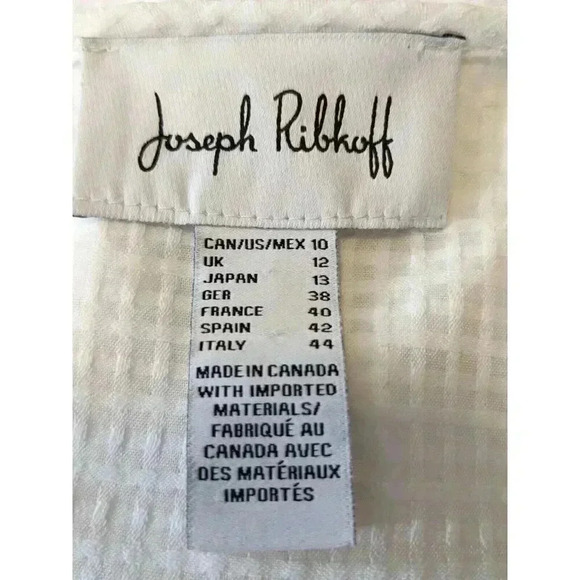 Joseph Ribkoff
CAN/US/MEX 10
UK 12
JAPAN 13
GER 38
FRANCE 40
SPAIN 42
ITALY 44
MADE IN CANADA
WITH IMPORTED
MATERIALS/
FABRIQUÉ AU
CANADA AVEC
DES MATÉRIAUX
IMPORTÉS